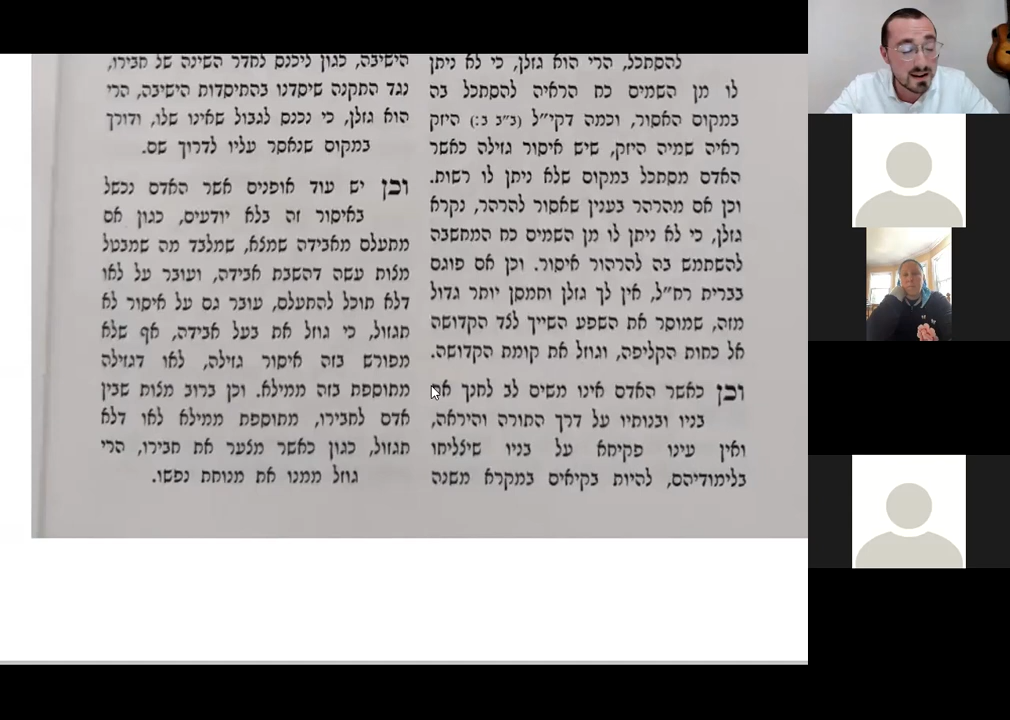 להסתכל, הרי הוא גזלן, כי לא ניתן
לו מן השמים כח הראיה להסתכל בה
במקום האסור, וכמה דקי״ל (ב״ב ב:) היזק
ראיה שמיה היזק, שיש איסור גזילה כאשר
האדם מסתכל במקום שלא ניתן לו רשות.
וכן אם מהרהר בענין שאסור להרהר, נקרא
גזלן, כי לא ניתן לו מן השמים כח המחשבה
להשתמש בה להרהור איסור. וכן אם פוגם
בברית רח״ל, אין לך גזלן וחמסן יותר גדול
מזה, שמוסר את השפע השייך לצד הקדושה
אל כחות הקליפה, וגוזל את קומת הקדושה.
וכן כאשר האדם אינו משים לב לחנך את
בניו ובנותיו על דרך התורה והיראה,
ואין עינו פקיחא על בניו שיצליחו
בלימודיהם, להיות בקיאים במקרא משנה
הישיבה, כגון ליכנס לחדר השינה של חבירו,
נגד התקנה שיסדנו בהתיסדות הישיבה, הרי
הוא גזלן, כי נכנס לגבול שאינו שלו, ודורך
במקום שנאסר עליו לדרוך שם.
וכן יש עוד אופנים אשר האדם נכשל
באיסור זה בלא יודעים, כגון אם
מתעלם מאבידה שמצא, שמלבד מה שמבטל
מצות עשה דהשבת אבידה, ועובר על לאו
דלא תוכל להתעלם, עובר גם על איסור לא
תגזול, כי גוזל את בעל אבידה, אף שלא
מפורש בזה איסור גזילה, לאו דגזילה
מתווספת בזה ממילא. וכן ברוב מצות שבין
אדם לחבירו, מתווספת ממילא לאו דלא
תגזול, כגון כאשר מצער את חבירו, הרי
גוזל ממנו את מנוחת נפשו.